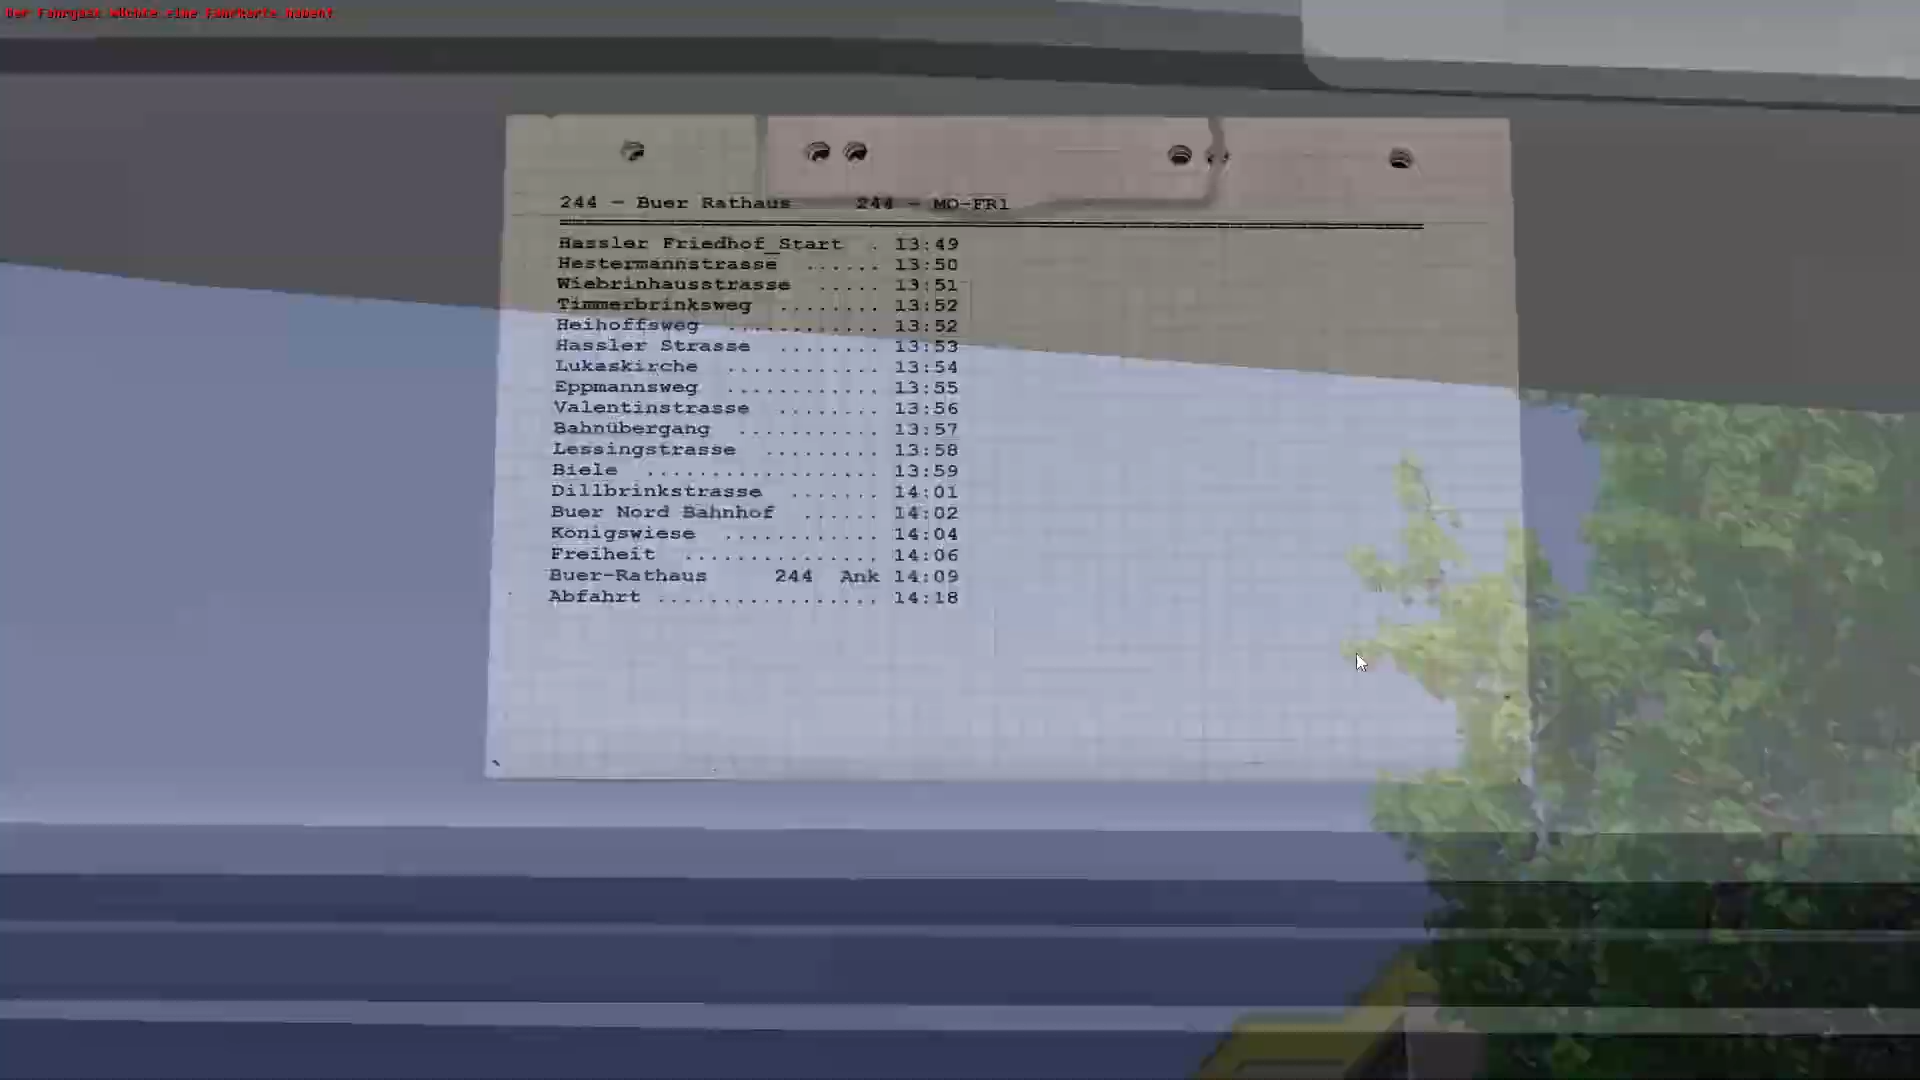 Der Fahrgast möchte eine Fahrkarte haben!
244 - Buer Rathaus 244 - MO-FR1
Hassler Friedhof_Start . 13:49
Hestermannstrasse ...... 13:50
Wiebrinhausstrasse ..... 13:51
Timmerbrinksweg ........ 13:52
Heihoffsweg ............ 13:52
Hassler Strasse ........ 13:53
Lukaskirche ............ 13:54
Eppmannsweg ............ 13:55
Valentinstrasse ........ 13:56
Bahnübergang ........... 13:57
Lessingstrasse ......... 13:58
Biele .................. 13:59
Dillbrinkstrasse ....... 14:01
Buer Nord Bahnhof ...... 14:02
Konigswiese ............ 14:04
Freiheit ............... 14:06
Buer-Rathaus 244 Ank 14:09
Abfahrt ................. 14:18